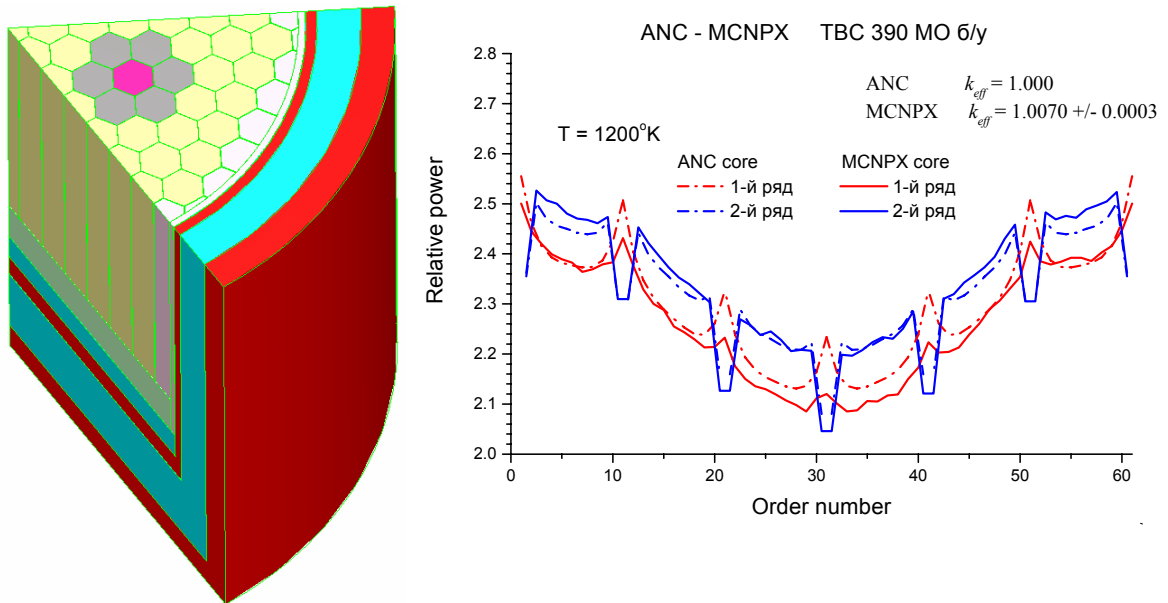 ANC - MCNPX ТВС 390 МО б/у
ANC k_eff = 1.000
MCNPX k_eff = 1.0070 +/- 0.0003
T = 1200°K
ANC core MCNPX core
1-й ряд 1-й ряд
2-й ряд 2-й ряд
Relative power
2.8
2.7
2.6
2.5
2.4
2.3
2.2
2.1
2.0
0 10 20 30 40 50 60
Order number